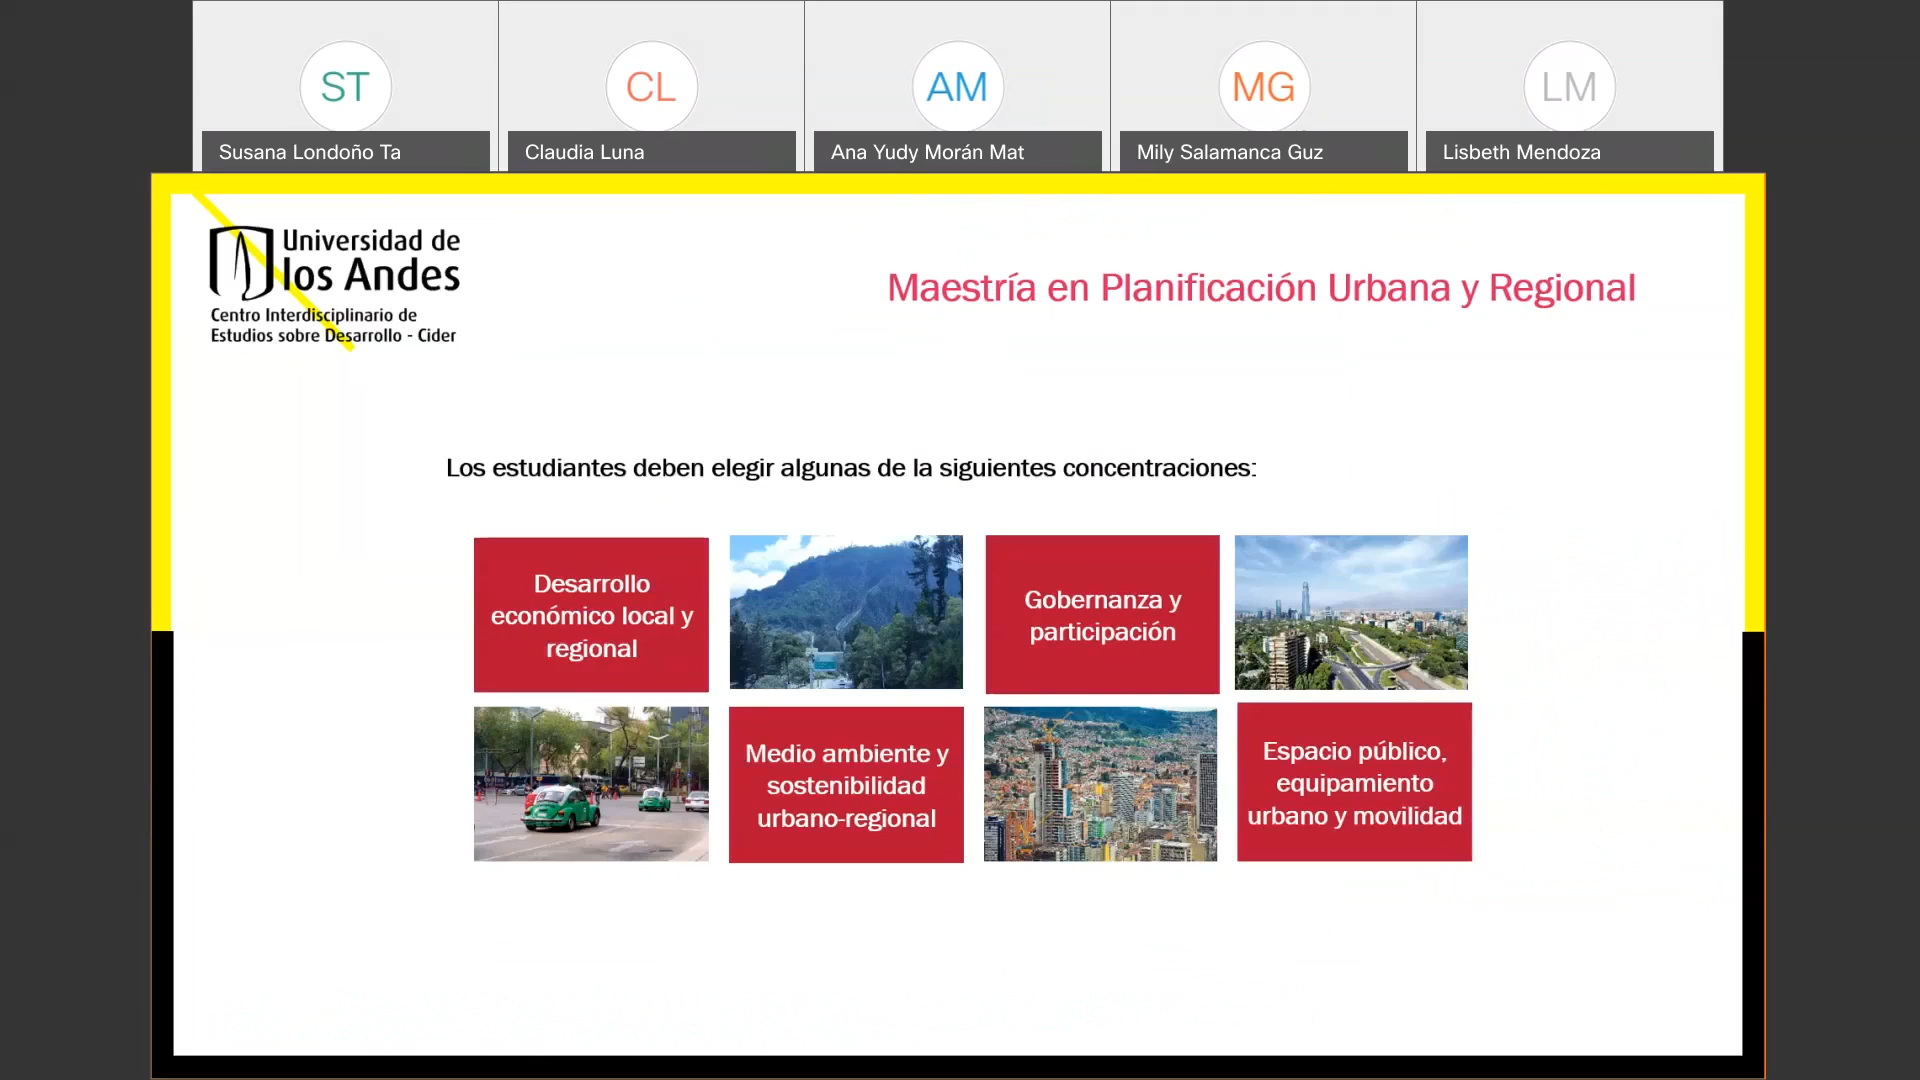 ST
CL
AM
MG
LM
Susana Londoño Ta
Claudia Luna
Ana Yudy Morán Mat
Mily Salamanca Guz
Lisbeth Mendoza
Universidad de
los Andes
Centro Interdisciplinario de
Estudios sobre Desarrollo - Cider
Maestría en Planificación Urbana y Regional
Los estudiantes deben elegir algunas de la siguientes concentraciones:
Desarrollo
económico local y
regional
Gobernanza y
participación
Medio ambiente y
sostenibilidad
urbano-regional
Espacio público,
equipamiento
urbano y movilidad